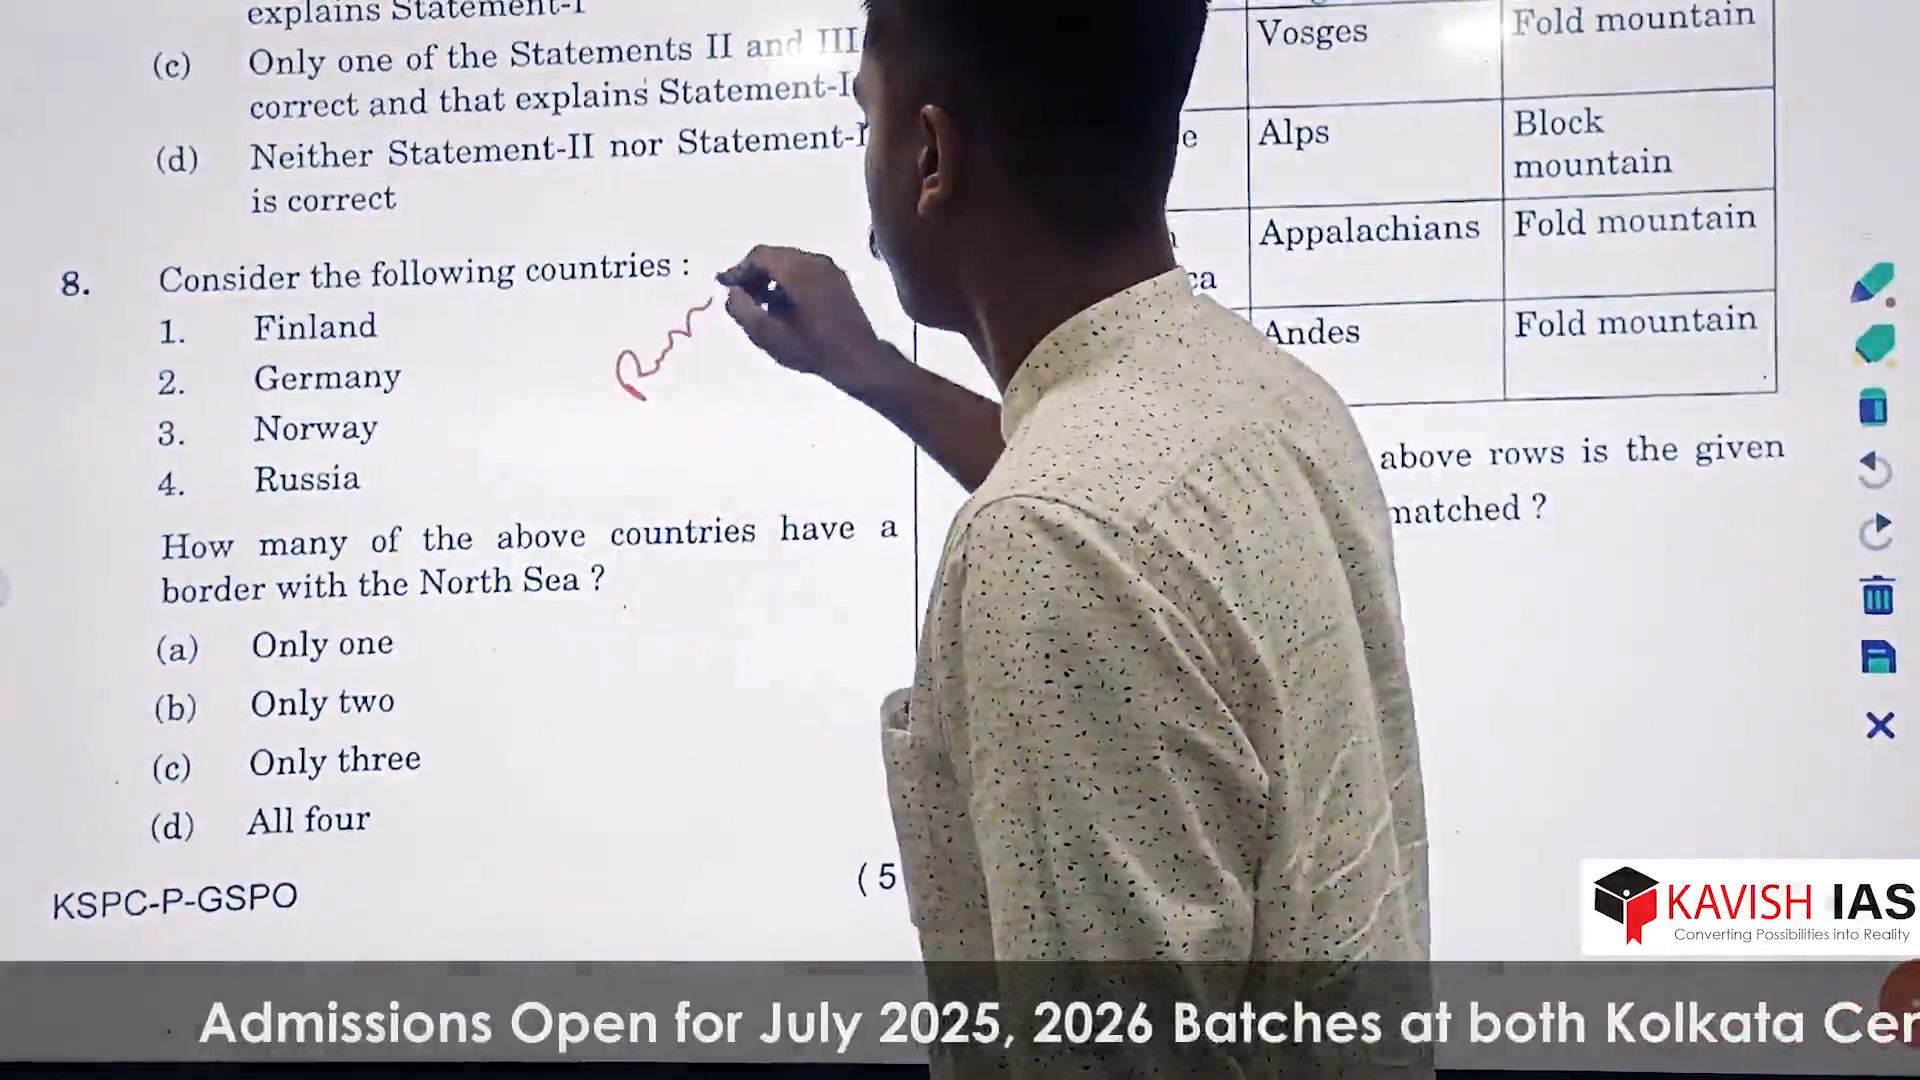 explains Statement-I
(c) Only one of the Statements II and III
correct and that explains Statement-I
(d) Neither Statement-II nor Statement-I
is correct
8. Consider the following countries :
1. Finland
2. Germany
3. Norway
4. Russia
How many of the above countries have a
border with the North Sea ?
(a) Only one
(b) Only two
(c) Only three
(d) All four
KSPC-P-GSPO
( 5
Vosges Fold mountain
Alps Block
mountain
Appalachians Fold mountain
Andes Fold mountain
above rows is the given
matched ?
KAVISH IAS
Converting Possibilities into Reality
Admissions Open for July 2025, 2026 Batches at both Kolkata Cen